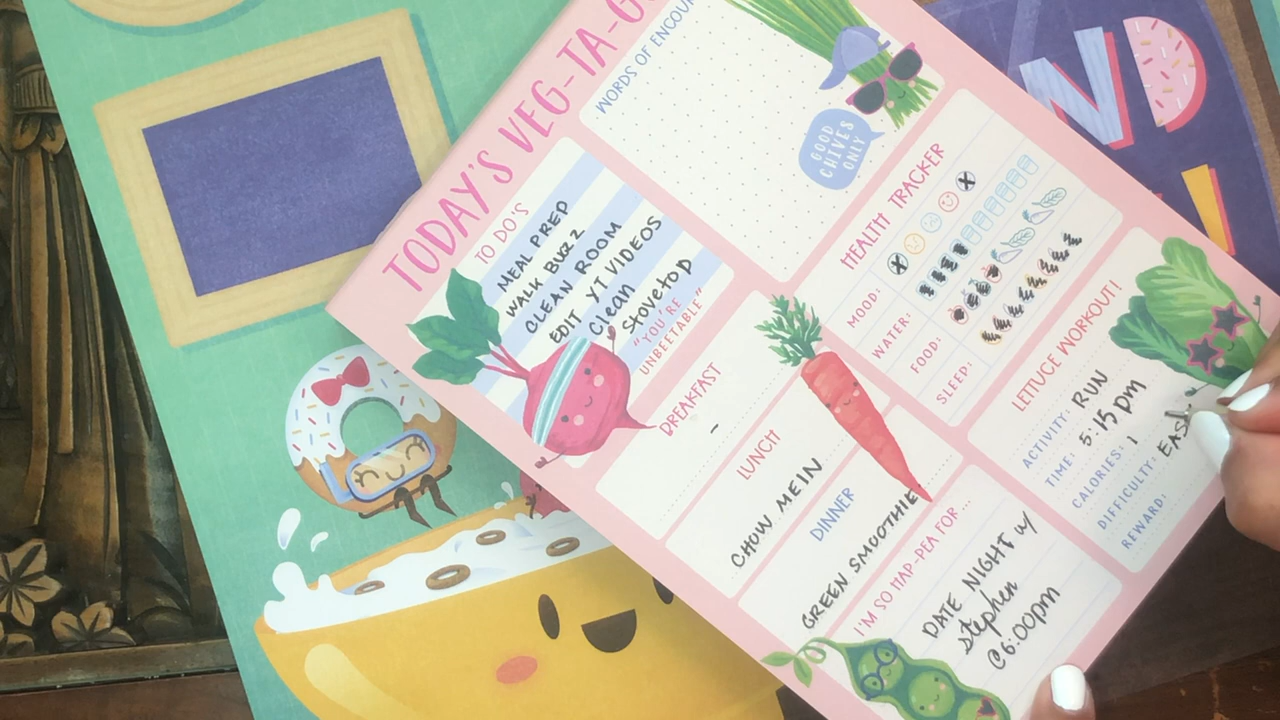 TODAY'S VEG-TA-
WORDS OF
GOOD
CHIVES
ONLY
TO DO'S
MEAL PREP
WALK BUZZ
CLEAN ROOM
EDIT YT VIDEOS
Clean
Stovetop
"YOU'RE
UNBEETABLE"
HEALTH TRACKER
MOOD:
WATER:
FOOD:
SLEEP:
BREAKFAST
-
LUNCH
CHOW MEIN
DINNER
GREEN SMOOTHIE
LETTUCE WORKOUT!
ACTIVITY: RUN
TIME: 5:15 pm
CALORIES: 1
DIFFICULTY: EAS
REWARD:
I'M SO HAP-PEA FOR...
DATE NIGHT w/
stephen
@6:00pm